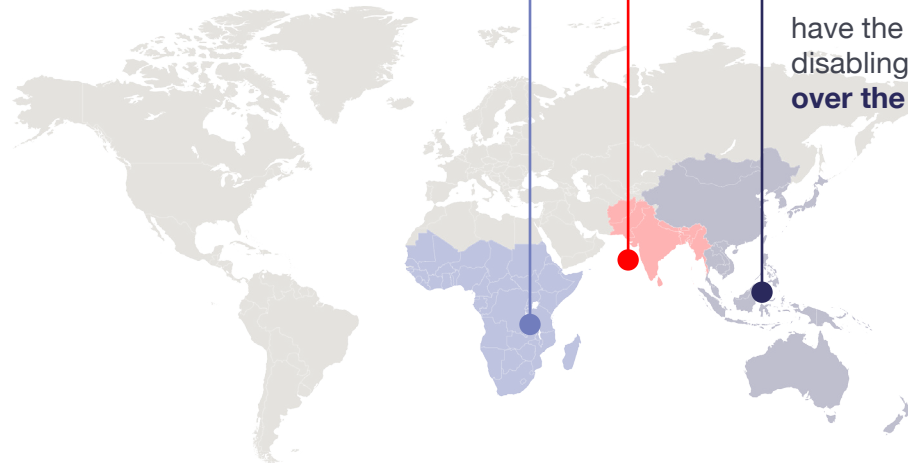 have the
disabling
over the